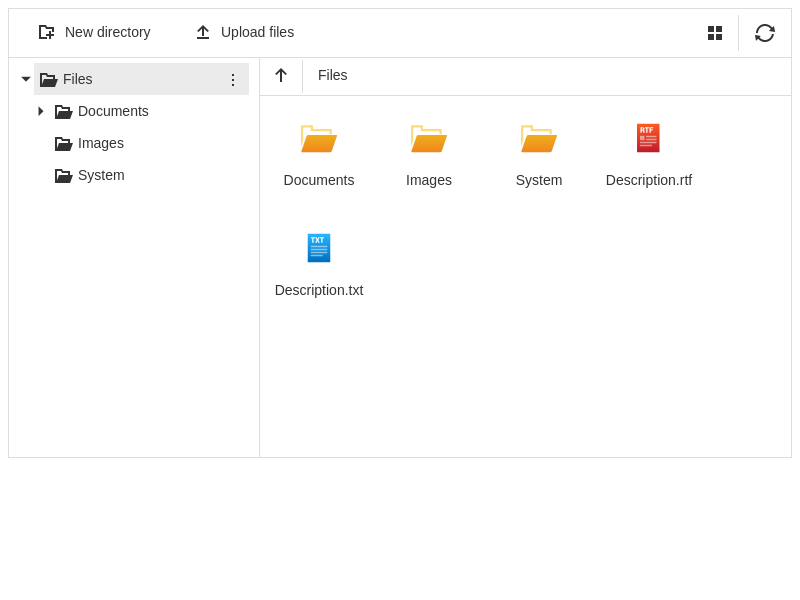 New directory
Upload files
Files
Documents
Images
System
Files
Documents
Images
System
RTF
Description.rtf
TXT
Description.txt